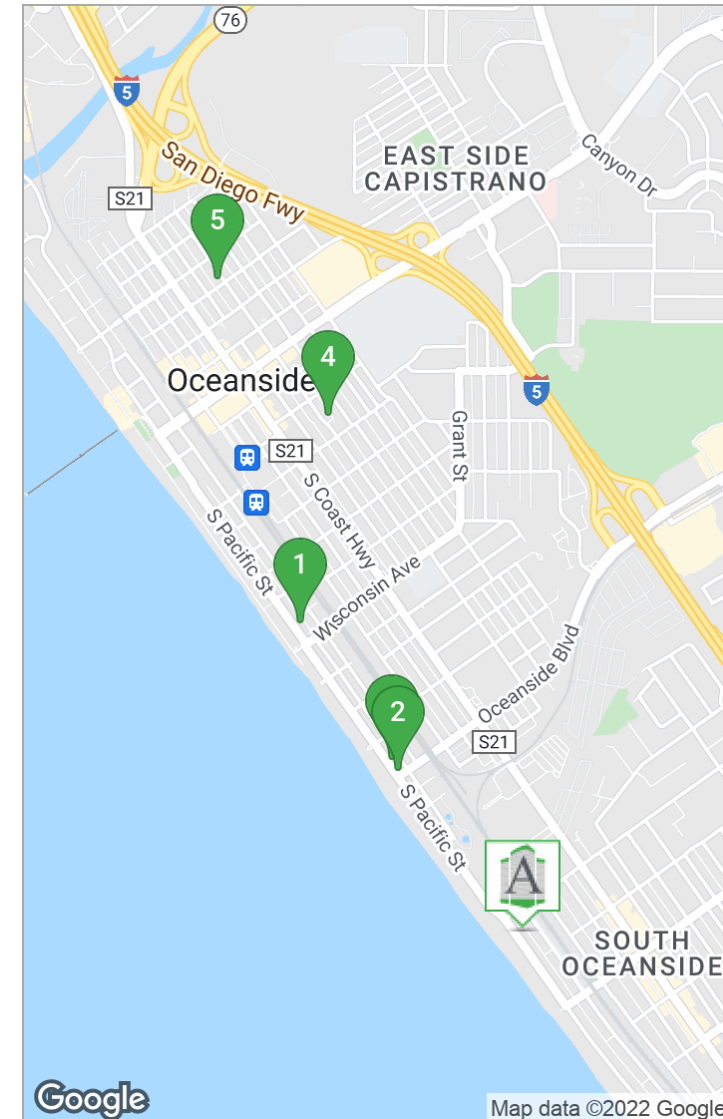 76
5
EAST SIDE
CAPISTRANO
Canyon Dr
San Diego Fwy
S21
5
4
Oceanside
5
Grant St
S21
S Coast Hwy
S Pacific St
1
Wisconsin Ave
Oceanside Blvd
2
S21
S Pacific St
A
SOUTH
OCEANSIDE
Google
Map data ©2022 Google